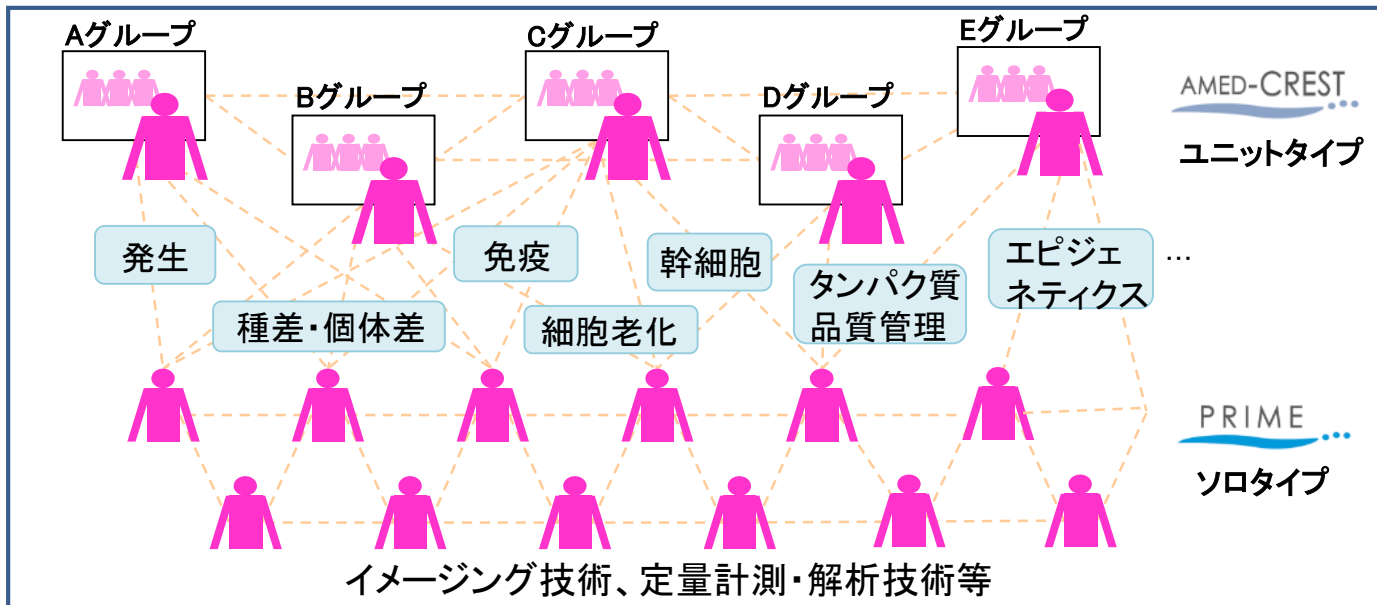 Aグループ
Bグループ
Cグループ
Dグループ
Eグループ
AMED-CREST
ユニットタイプ
発生
免疫
幹細胞
エピジェ
ネティクス
…
種差・個体差
細胞老化
タンパク質
品質管理
PRIME
ソロタイプ
イメージング技術、定量計測・解析技術等